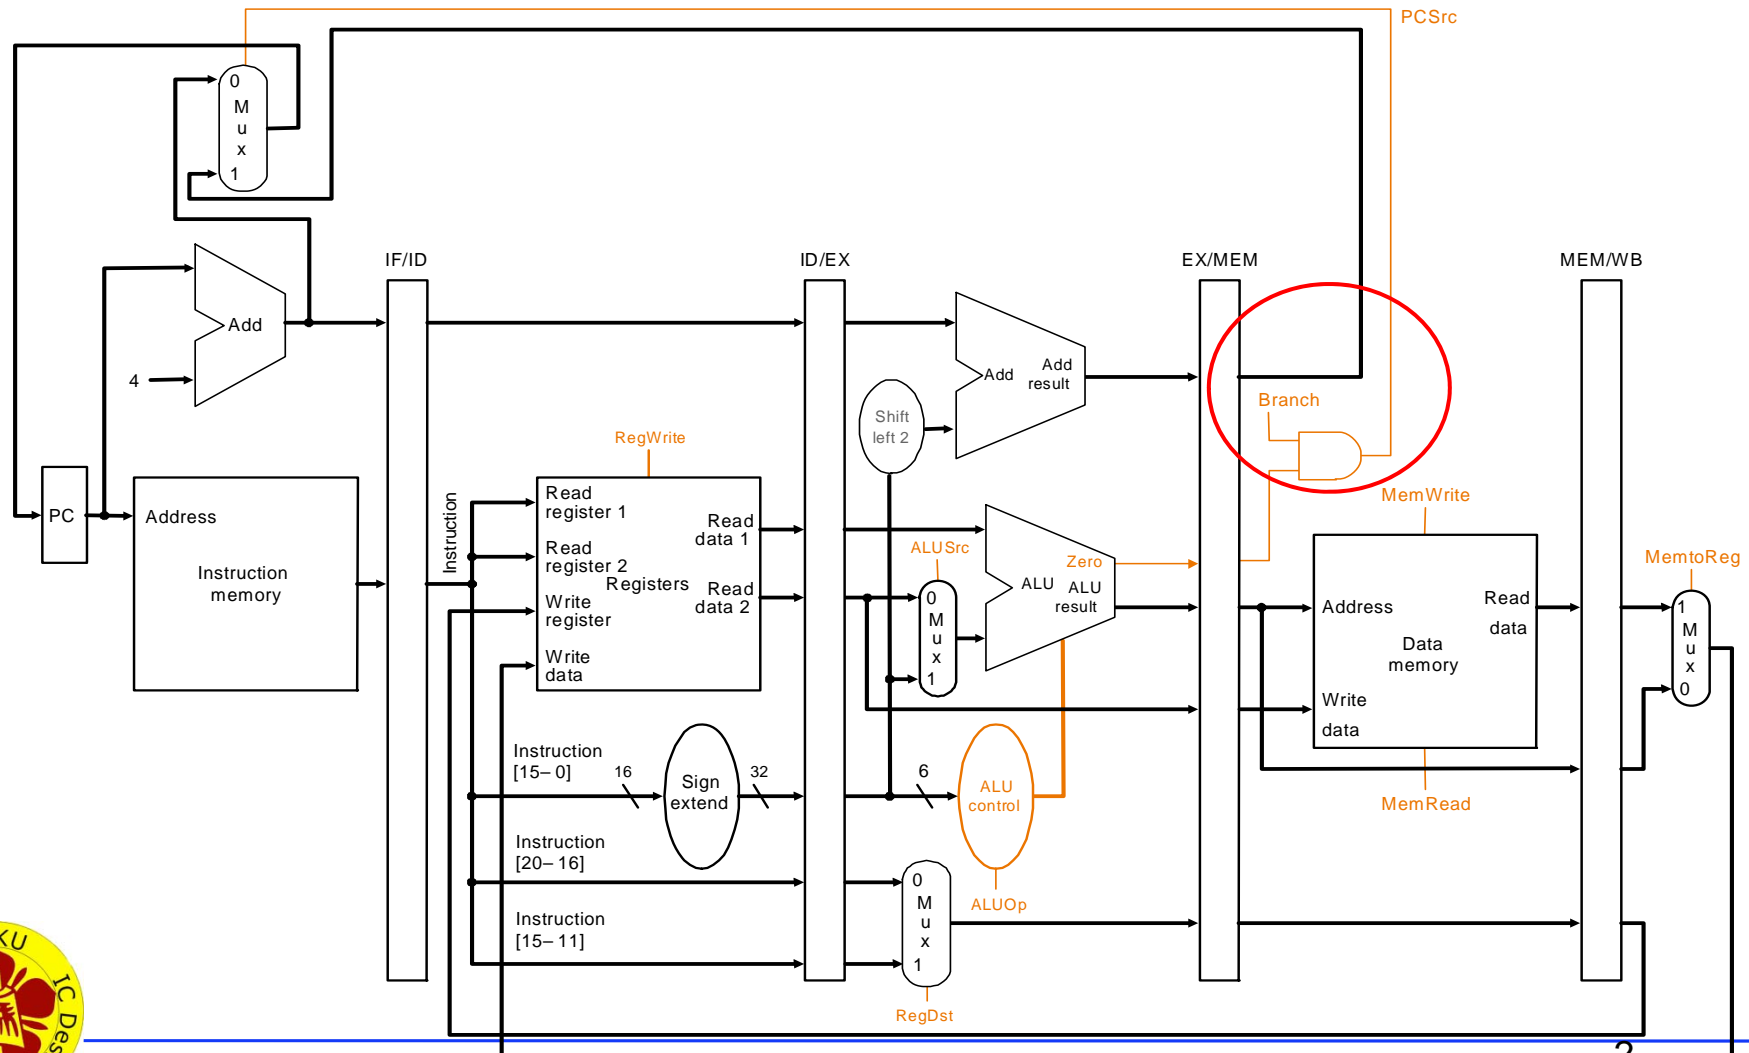 PCSrc
0
M
u
x
1
IF/ID
ID/EX
EX/MEM
MEM/WB
Add
4
Add
Add
result
Branch
Shift
left 2
RegWrite
PC
Address
Instruction
memory
Instruction
Read
register 1
Read
register 2
Registers
Write
register
Write
data
Read
data 1
Read
data 2
ALUSrc
0
M
u
x
1
Zero
ALU
ALU
result
MemWrite
Address
Read
data
Data
memory
Write
data
MemRead
MemtoReg
1
M
u
x
0
Instruction
[15–0]
16
Sign
extend
32
6
ALU
control
ALUOp
Instruction
[20–16]
Instruction
[15–11]
0
M
u
x
1
RegDst
KU
IC Des